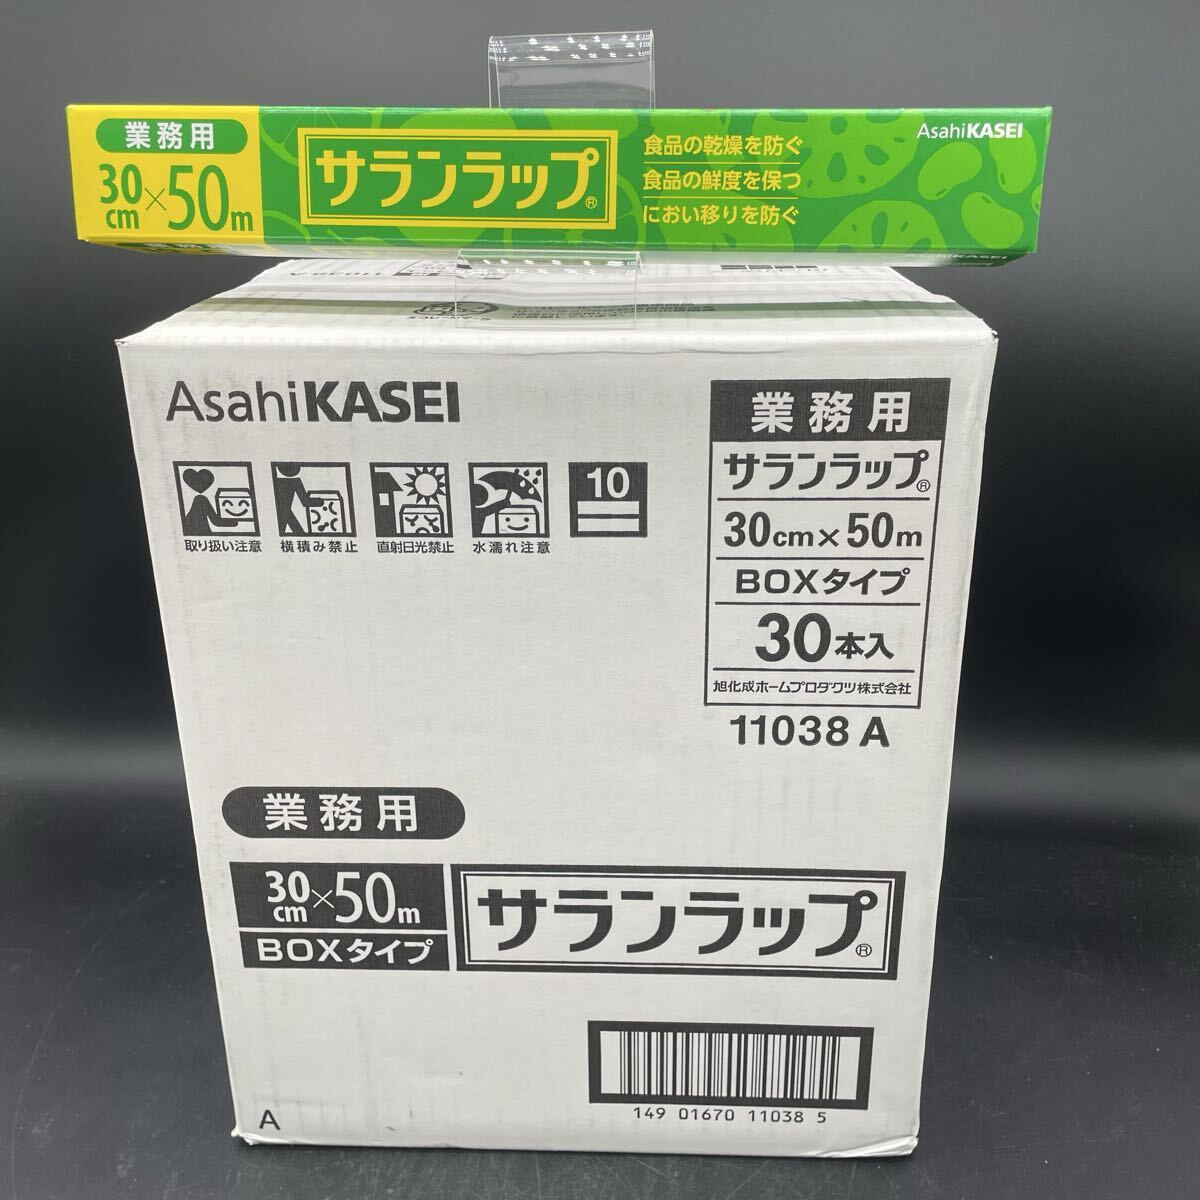 業務用
30cm×50m
サランラップ®
食品の乾燥を防ぐ
食品の鮮度を保つ
におい移りを防ぐ
AsahiKASEI
業務用
AsahiKASEI
AsahiKASEI
取り扱い注意
横積み禁止
直射日光禁止
水濡れ注意
10
業務用
サランラップ®
30cm×50m
BOXタイプ
30本入
旭化成ホームプロダクツ株式会社
11038 A
業務用
30cm×50m
BOXタイプ
サランラップ®
149 01670 11038 5
A